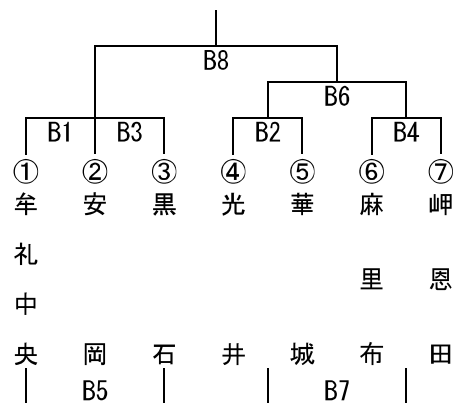 B8
B6
B1 B3 B2 B4
① ② ③ ④ ⑤ ⑥ ⑦
牟礼中央
安岡
黒石
光井
華城
麻里布
岬恩田
B5 B7